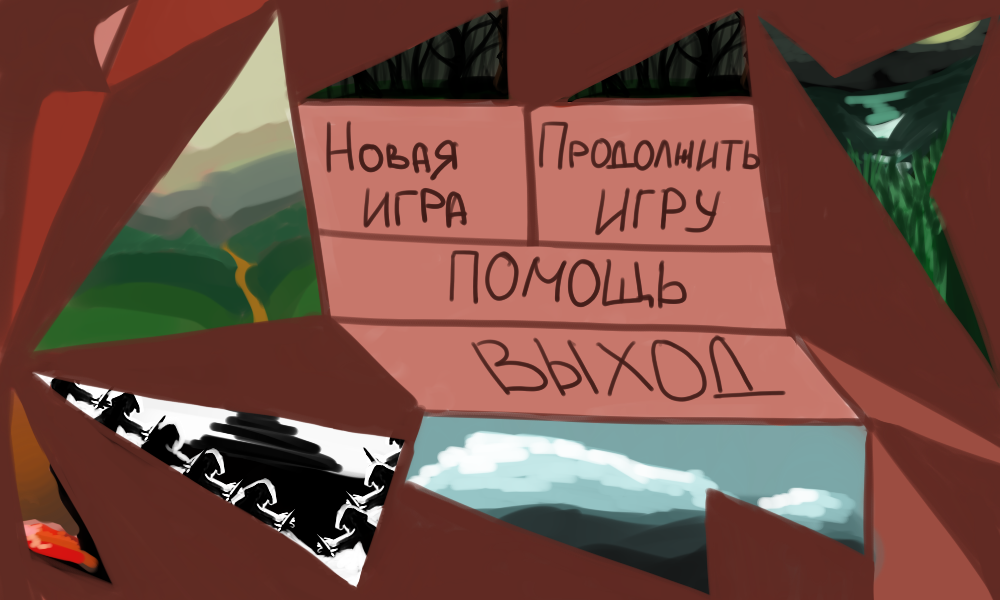 Новая
игра
Продолжить
игру
Помощь
Выход